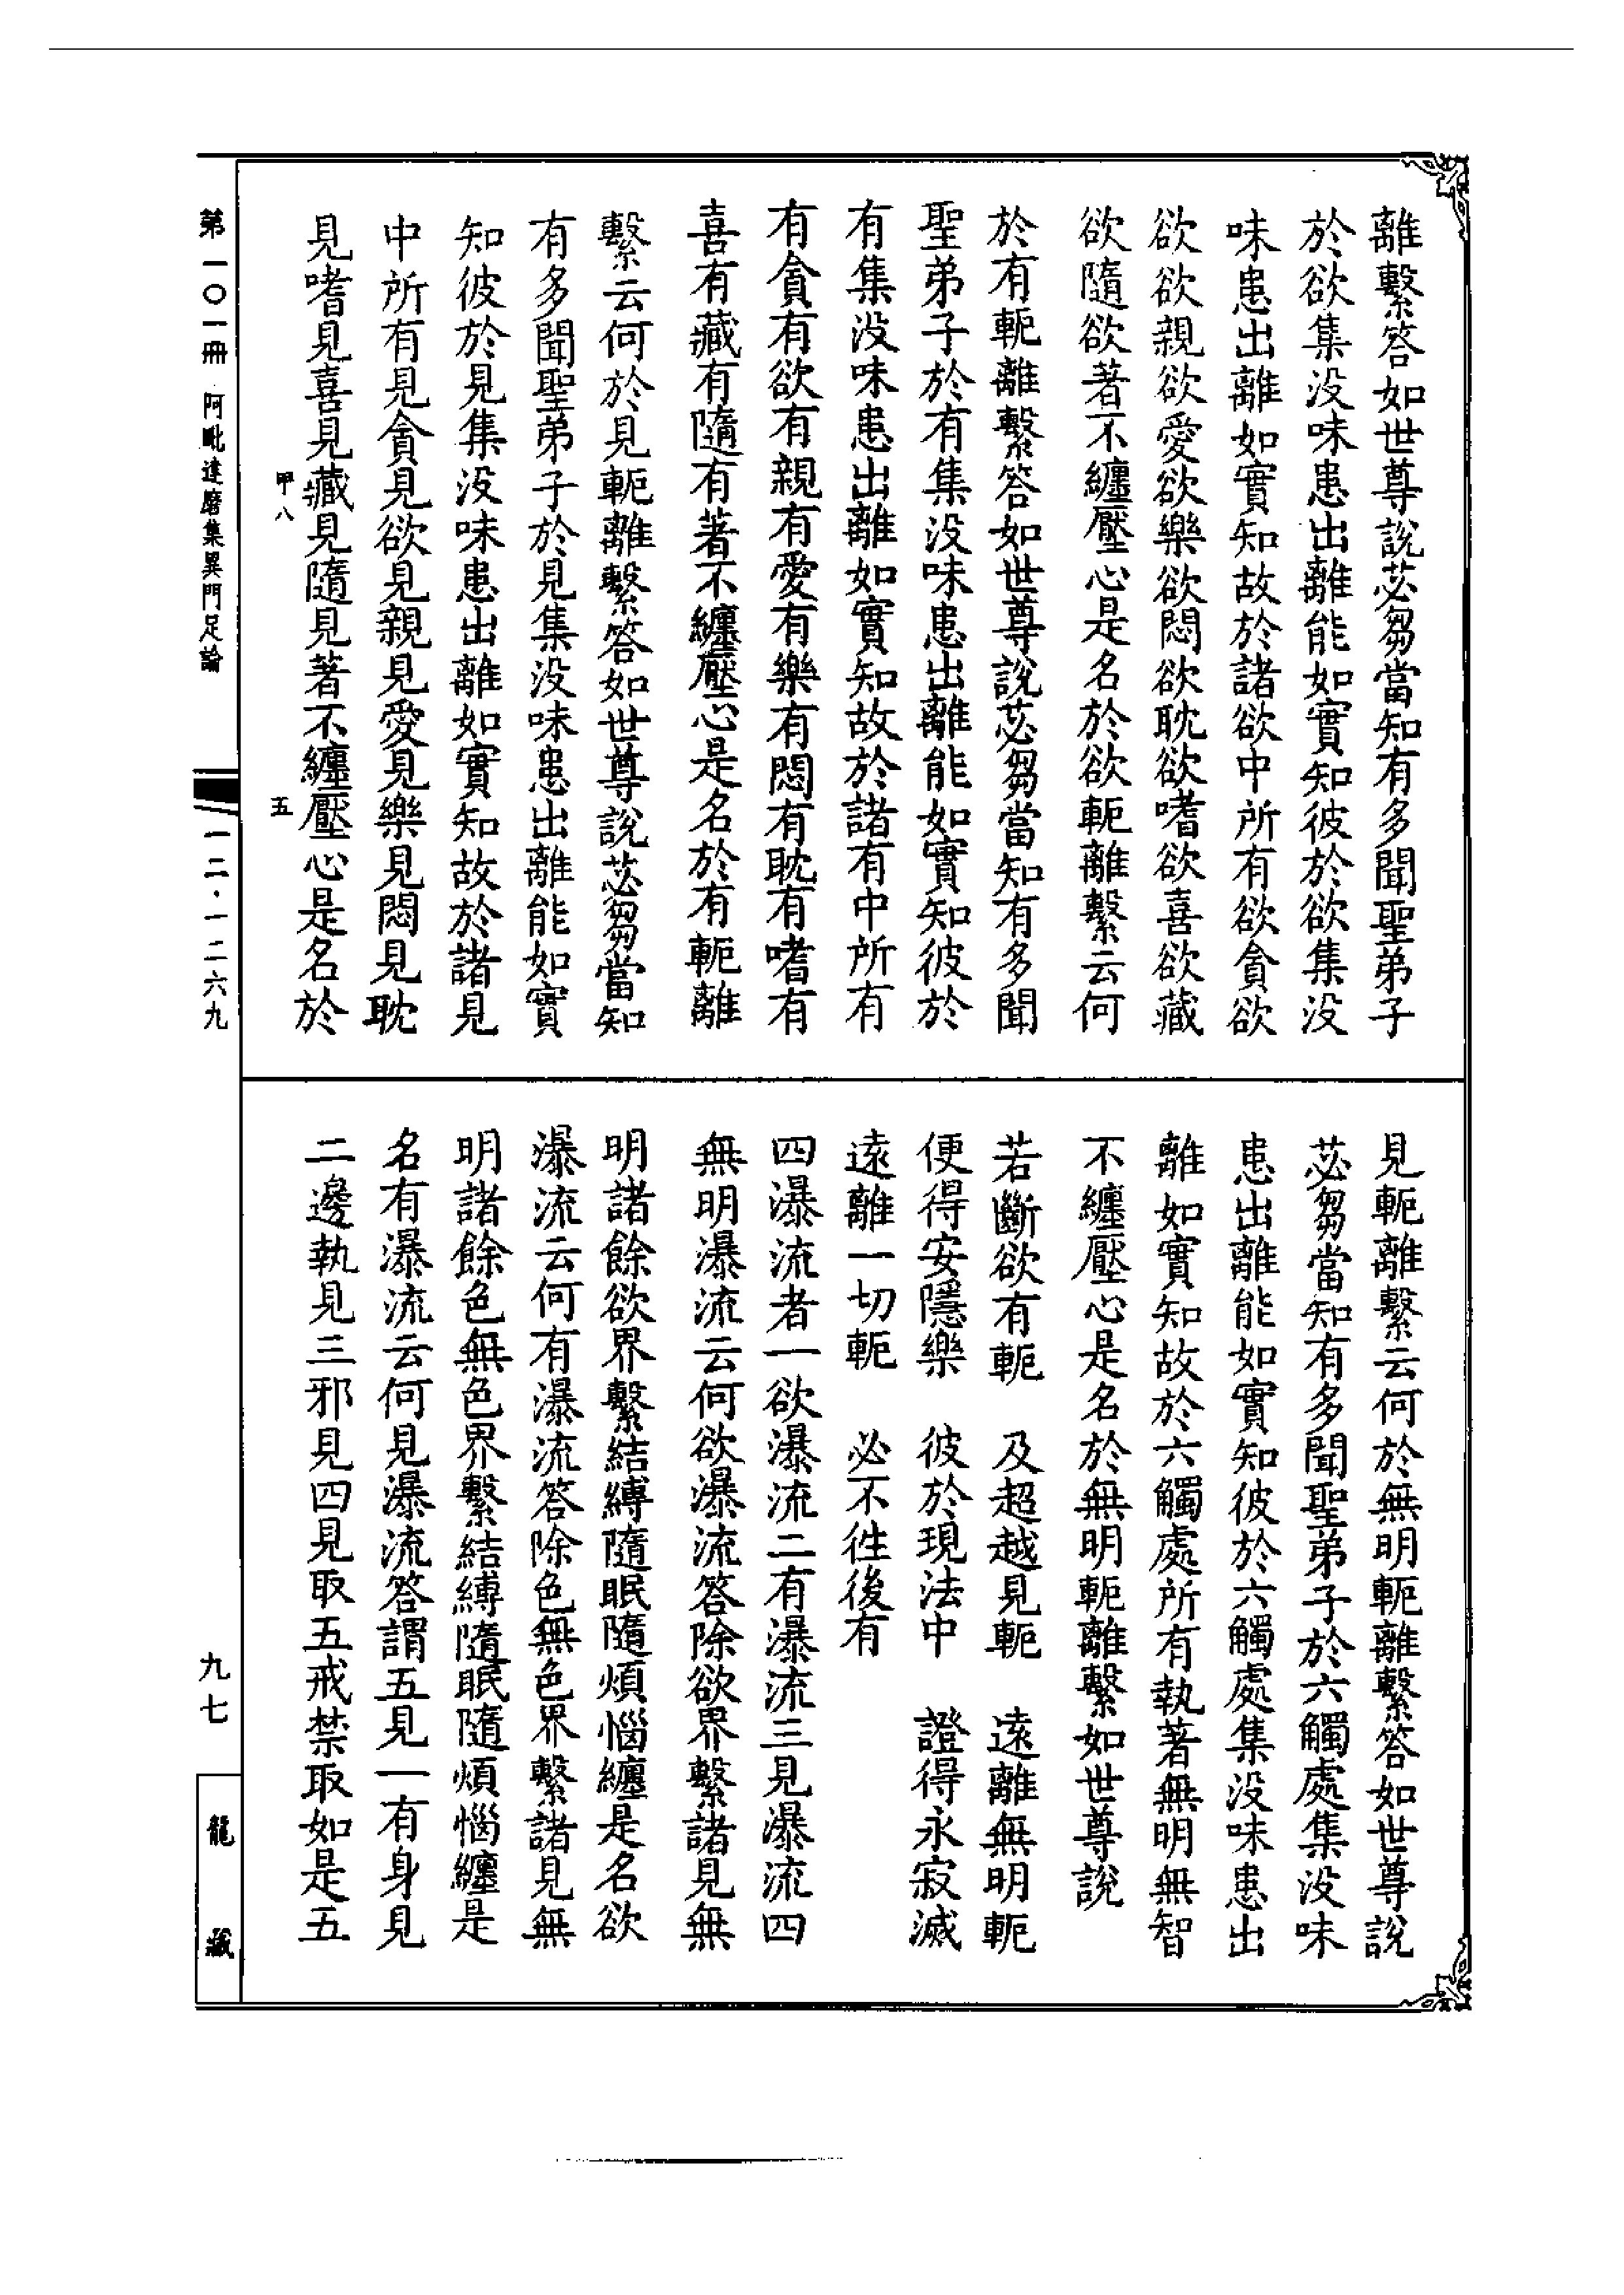 離繫答如世尊說苾芻當知有多聞聖弟子
於欲集没味患出離能如實知彼於欲集没
味患出離如實知故於諸欲中所有欲貪欲
欲欲親欲愛欲樂欲悶欲耽欲嗜欲喜欲藏
欲隨欲著不纏壓心是名於欲軛離繫云何
於有軛離繫答如世尊說苾芻當知有多聞
聖弟子於有集没味患出離能如實知彼於
有集没味患出離如實知故於諸有中所有
有貪有欲有親有愛有樂有悶有耽有嗜有
喜有藏有隨有著不纏壓心是名於有軛離
繫云何於見軛離繫答如世尊說苾芻當知
有多聞聖弟子於見集没味患出離能如實
知彼於見集没味患出離如實知故於諸見
中所有見貪見欲見親見愛見樂見悶見耽
見嗜見喜見藏見隨見著不纏壓心是名於
甲八 五
見軛離繫云何於無明軛離繫答如世尊說
苾芻當知有多聞聖弟子於六觸處集没味
患出離能如實知彼於六觸處集没味患出
離如實知故於六觸處所有執著無明無智
不纏壓心是名於無明軛離繫如世尊說
若斷欲有軛 及超越見軛 遠離無明軛
便得安隱樂 彼於現法中 證得永寂滅
遠離一切軛 必不徃後有
四瀑流者一欲瀑流二有瀑流三見瀑流四
無明瀑流云何欲瀑流答除欲界繫諸見無
明諸餘欲界繫結縛隨眠隨煩惱纏是名欲
瀑流云何有瀑流答除色無色界繫諸見無
明諸餘色無色界繫結縛隨眠隨煩惱纏是
名有瀑流云何見瀑流答謂五見一有身見
二邊執見三邪見四見取五戒禁取如是五
第一〇一冊 阿毗達磨集異門足論
一二·一二六九
九七
龍藏